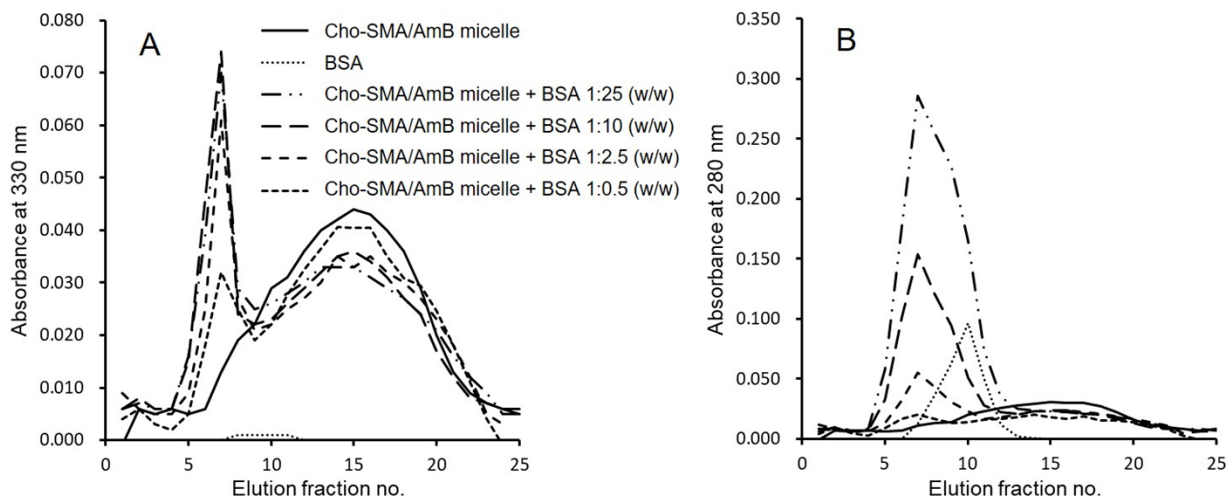 A
Absorbance at 330 nm
0.080
0.070
0.060
0.050
0.040
0.030
0.020
0.010
0.000
0 5 10 15 20 25
Elution fraction no.
Cho-SMA/AmB micelle
BSA
Cho-SMA/AmB micelle + BSA 1:25 (w/w)
Cho-SMA/AmB micelle + BSA 1:10 (w/w)
Cho-SMA/AmB micelle + BSA 1:2.5 (w/w)
Cho-SMA/AmB micelle + BSA 1:0.5 (w/w)
B
Absorbance at 280 nm
0.350
0.300
0.250
0.200
0.150
0.100
0.050
0.000
0 5 10 15 20 25
Elution fraction no.